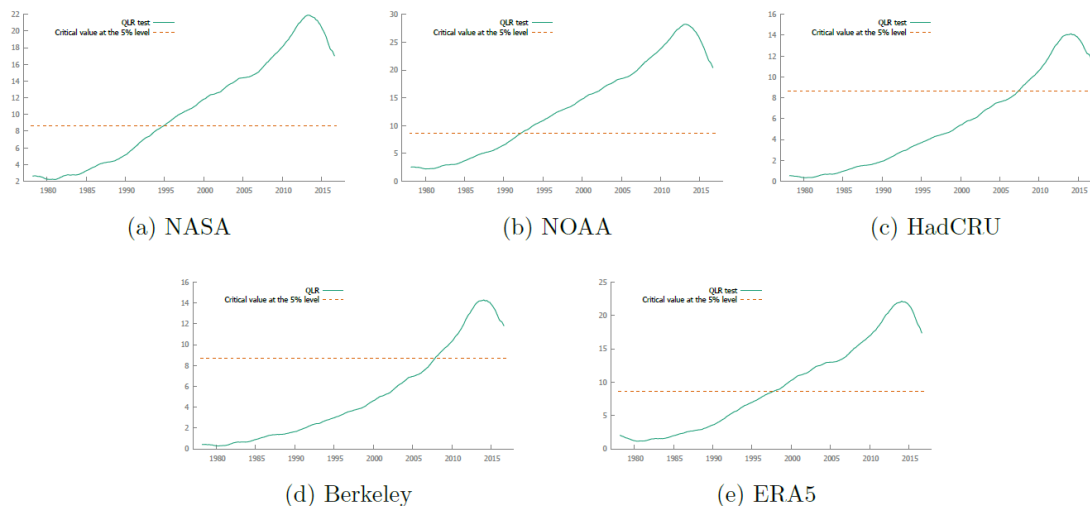 22
20
18
16
14
12
10
8
6
4
2
QLR test
Critical value at the 5% level
1980 1985 1990 1995 2000 2005 2010 2015
(a) NASA
30
25
20
15
10
5
0
QLR test
Critical value at the 5% level
1980 1985 1990 1995 2000 2005 2010 2015
(b) NOAA
16
14
12
10
8
6
4
2
0
QLR test
Critical value at the 5% level
1980 1985 1990 1995 2000 2005 2010 2015
(c) HadCRU
16
14
12
10
8
6
4
2
0
QLR
Critical value at the 5% level
1980 1985 1990 1995 2000 2005 2010 2015
(d) Berkeley
25
20
15
10
5
0
QLR test
Critical value at the 5% level
1980 1985 1990 1995 2000 2005 2010 2015
(e) ERA5